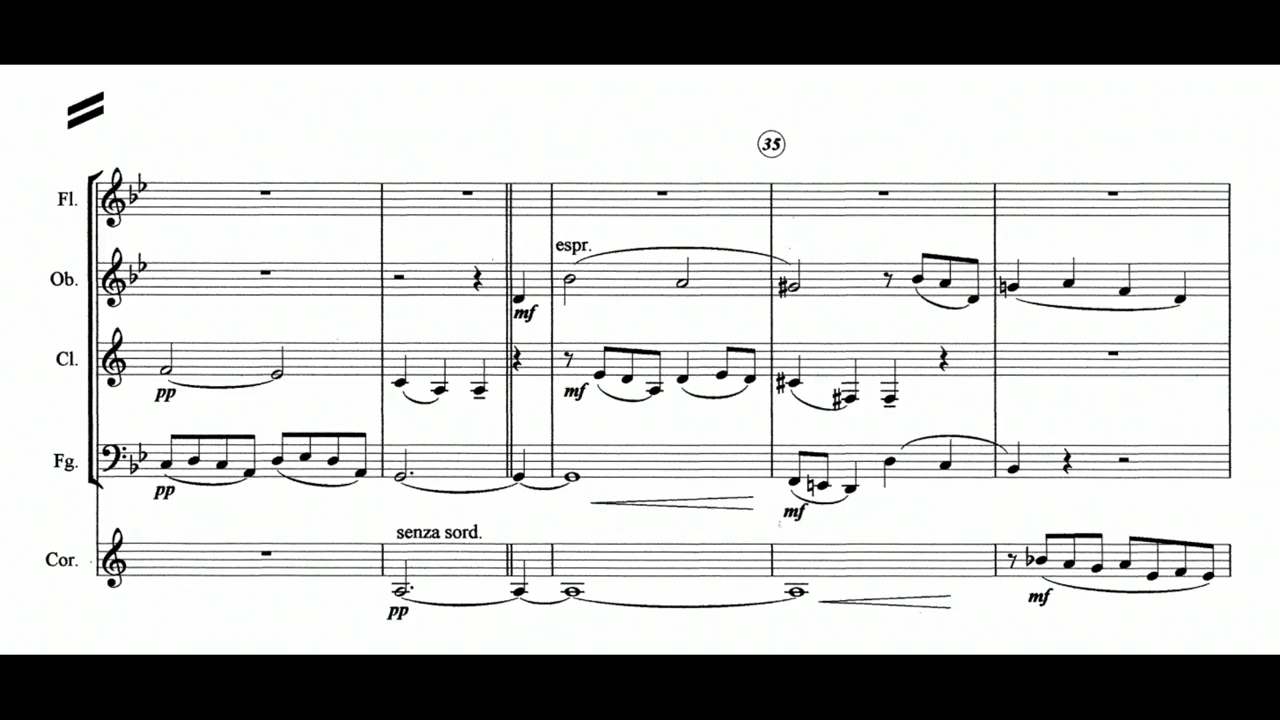 35
Fl.
espr.
Ob.
mf
Cl.
pp
mf
Fg.
pp
mf
senza sord.
Cor.
pp
mf